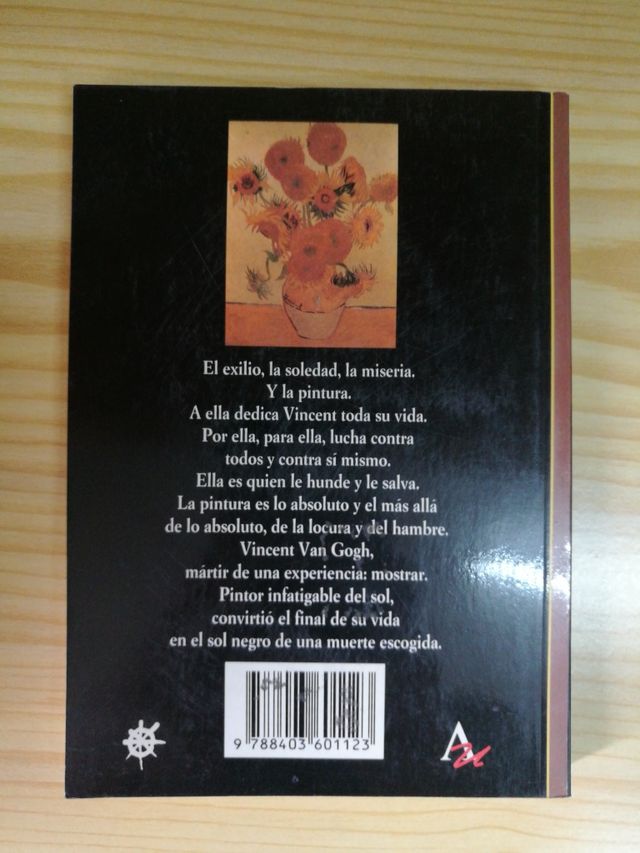 El exilio, la soledad, la miseria.
Y la pintura.
A ella dedica Vincent toda su vida.
Por ella, para ella, lucha contra
todos y contra sí mismo.
Ella es quien le hunde y le salva.
La pintura es lo absoluto y el más allá
de lo absoluto, de la locura y del hambre.
Vincent Van Gogh,
mártir de una experiencia: mostrar.
Pintor infatigable del sol,
convirtió el final de su vida
en el sol negro de una muerte escogida.
9 788403 601123
A u